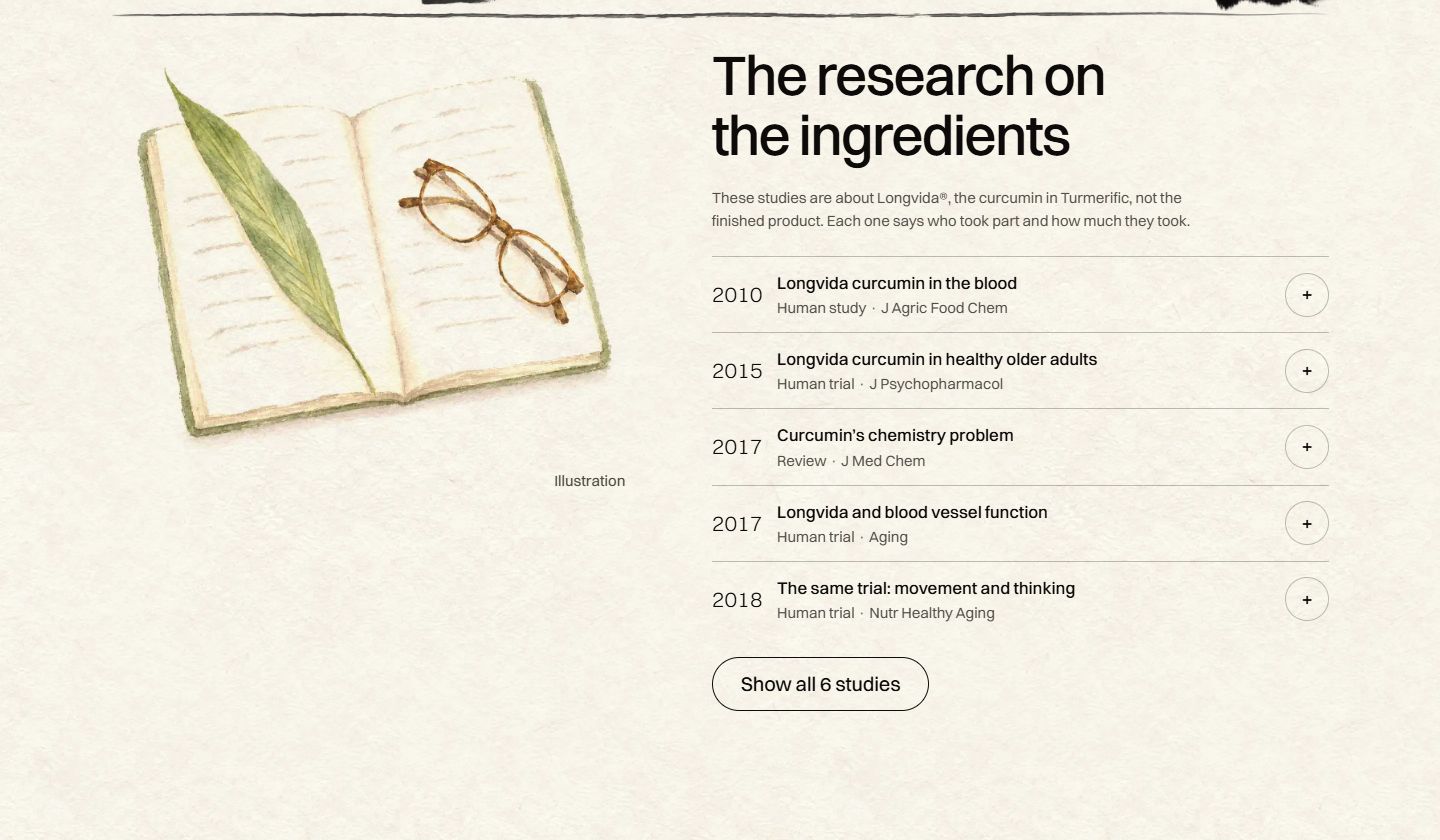 The research on
the ingredients
These studies are about Longvida®, the curcumin in Turmerific, not the
finished product. Each one says who took part and how much they took.
2010
Longvida curcumin in the blood
Human study · J Agric Food Chem
+
2015
Longvida curcumin in healthy older adults
Human trial · J Psychopharmacol
+
2017
Curcumin’s chemistry problem
Review · J Med Chem
+
2017
Longvida and blood vessel function
Human trial · Aging
+
2018
The same trial: movement and thinking
Human trial · Nutr Healthy Aging
+
Show all 6 studies
Illustration